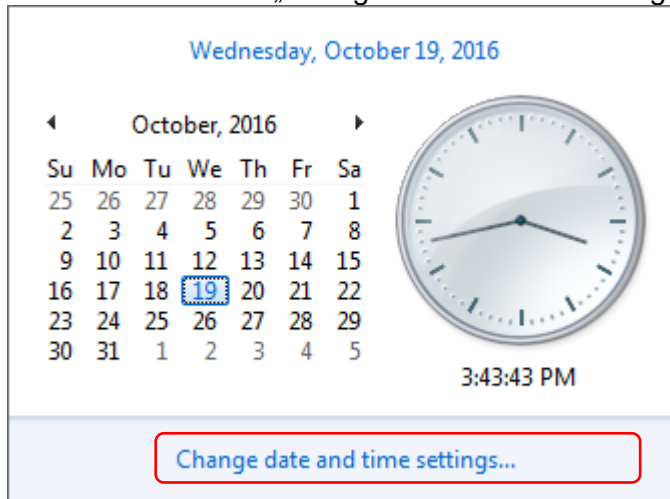 Wednesday, October 19, 2016
October, 2016
Su Mo Tu We Th Fr Sa
25 26 27 28 29 30 1
2 3 4 5 6 7 8
9 10 11 12 13 14 15
16 17 18 19 20 21 22
23 24 25 26 27 28 29
30 31 1 2 3 4 5
3:43:43 PM
Change date and time settings...